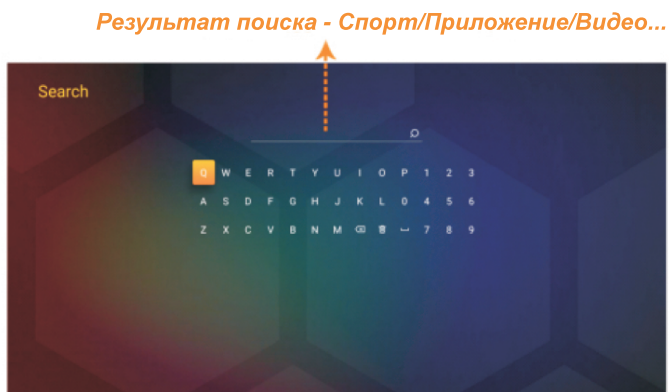 Результат поиска - Спорт/Приложение/Видео...
Search
Q W E R T Y U I O P 1 2 3
A S D F G H J K L 0 4 5 6
Z X C V B N M ⌫ 🗑 ⎵ 7 8 9